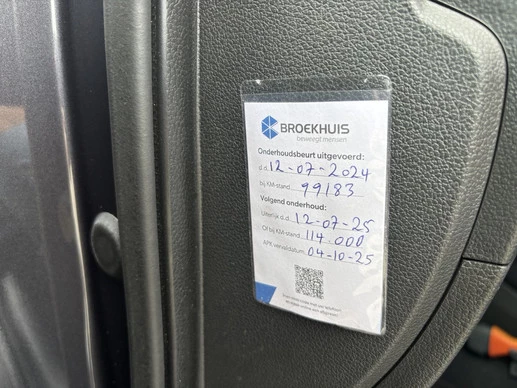 BROEKHUIS
beweegt mensen
Onderhoudsbeurt uitgevoerd:
d.d. 12-07-2024
bij KM-stand 99183
Volgend onderhoud:
Uiterlijk d.d. 12-07-25
Of bij KM-stand 114.000
APK vervaldatum: 04-10-25